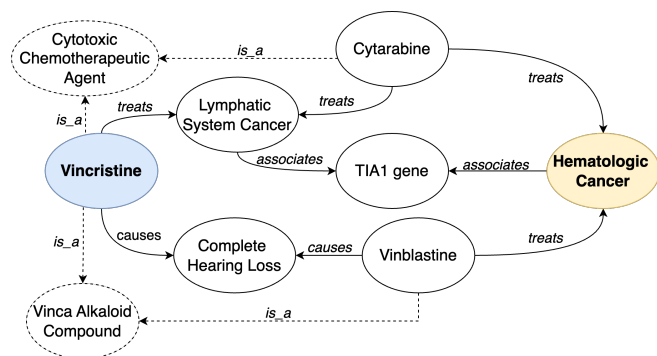 Cytotoxic
Chemotherapeutic
Agent
is_a
Cytarabine
treats
is_a
treats
Lymphatic
System Cancer
treats
Vincristine
associates
TIA1 gene
associates
Hematologic
Cancer
is_a
causes
Complete
Hearing Loss
causes
Vinblastine
treats
Vinca Alkaloid
Compound
is_a